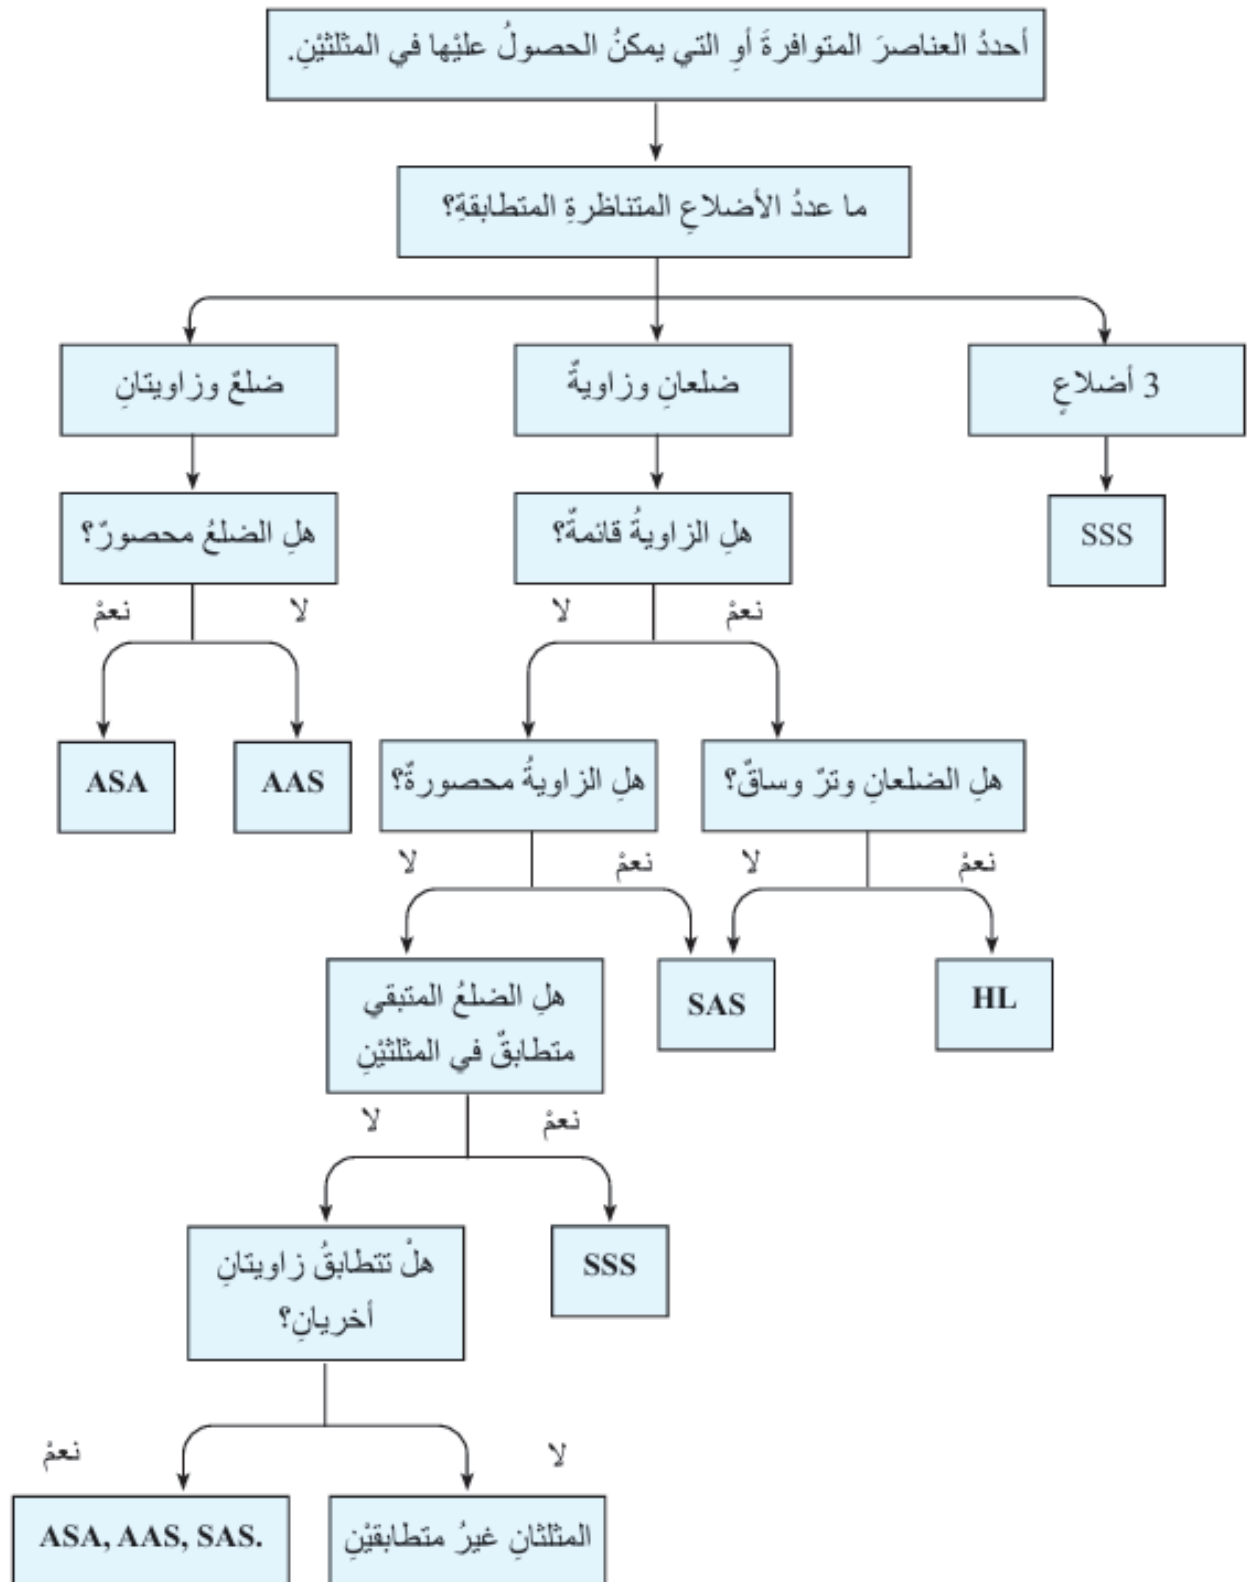 أحددُ العناصرَ المتوافرةَ أوِ التي يمكنُ الحصولُ عليْها في المثلثيْنِ.
ما عددُ الأضلاعِ المتناظرةِ المتطابقةِ؟
3 أضلاعٍ
ضلعانِ وزاويةٌ
ضلعٌ وزاويتانِ
SSS
هلِ الزاويةُ قائمةٌ؟
هلِ الضلعُ محصورٌ؟
نعمْ
لا
لا
نعمْ
هلِ الضلعانِ وترٌ وساقٌ؟
هلِ الزاويةُ محصورةٌ؟
AAS
ASA
نعمْ
لا
نعمْ
لا
HL
SAS
هلِ الضلعُ المتبقي
متطابقٌ في المثلثيْنِ
نعمْ
لا
SSS
هلْ تتطابقُ زاويتانِ
أخريانِ؟
لا
نعمْ
المثلثانِ غيرُ متطابقيْنِ
ASA, AAS, SAS.